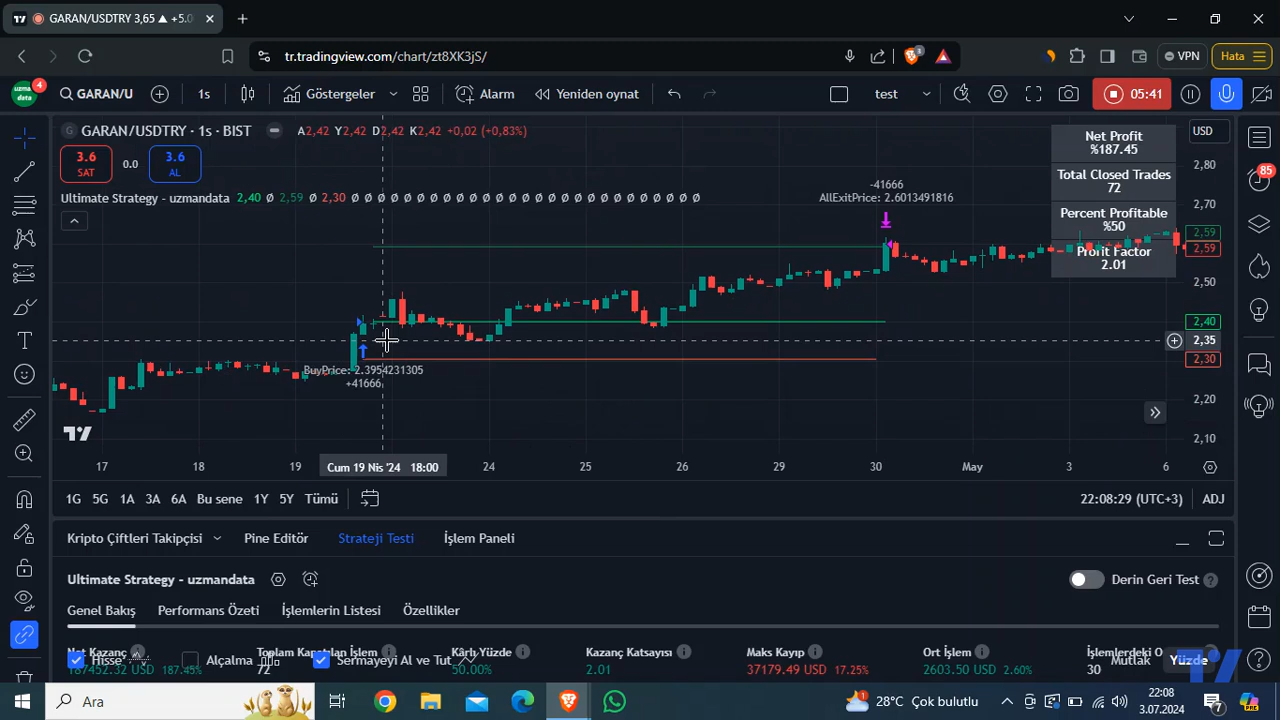 GARAN/USDTRY 3,65 ▲ +5.0
tr.tradingview.com/chart/zt8XK3jS/
VPN
Hata
uzma data
4
GARAN/U
1s
Göstergeler
Alarm
Yeniden oynat
test
05:41
GARAN/USDTRY · 1s · BIST
A2,42 Y2,42 D2,42 K2,42 +0,02 (+0,83%)
3.6
SAT
0.0
3.6
AL
Ultimate Strategy - uzmandata 2,40 Ø 2,59 Ø 2,30 Ø Ø Ø Ø Ø Ø Ø Ø Ø Ø Ø Ø Ø Ø Ø Ø Ø Ø Ø Ø Ø Ø Ø Ø Ø Ø Ø
-41666
AllExitPrice: 2.6013491816
BuyPrice: 2.3954231305
+41666
Net Profit
%187.45
Total Closed Trades
72
Percent Profitable
%50
Profit Factor
2.01
USD
2,80
2,70
2,59
2,59
2,50
2,40
2,35
2,30
2,20
2,10
85
17
18
19
Cum 19 Nis '24 18:00
24
25
26
29
30
May
3
6
1G
5G
1A
3A
6A
Bu sene
1Y
5Y
Tümü
22:08:29 (UTC+3)
ADJ
Kripto Çiftleri Takipçisi
Pine Editör
Strateji Testi
İşlem Paneli
Ultimate Strategy - uzmandata
Derin Geri Test
Genel Bakış
Performans Özeti
İşlemlerin Listesi
Özellikler
Net Kazanç
Toplam Kapatılan İşlem
Kârlı Yüzde
Kazanç Katsayısı
Maks Kayıp
Ort İşlem
İşlemlerdeki O
Hisse
Alçalma
Sermayeyi Al ve Tut
Mutlak
Yüzde
187452.32 USD 187.45%
72
50.00%
2.01
37179.49 USD 17.25%
2603.50 USD 2.60%
30
Ara
28°C Çok bulutlu
22:08
3.07.2024
7
PRE